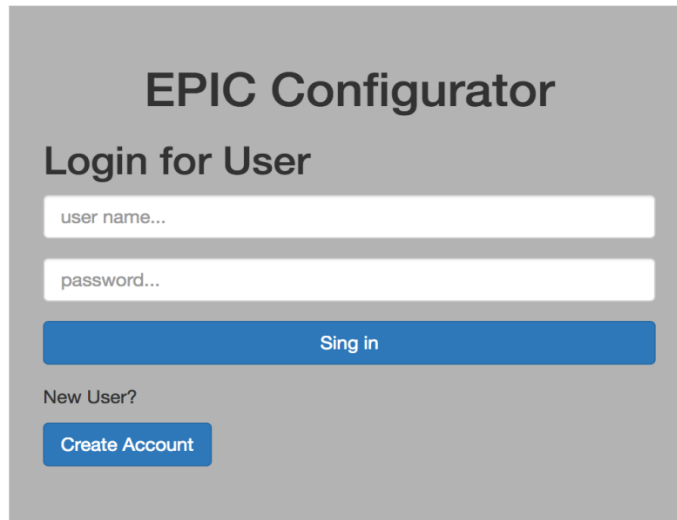 EPIC Configurator
Login for User
user name...
password...
Sing in
New User?
Create Account